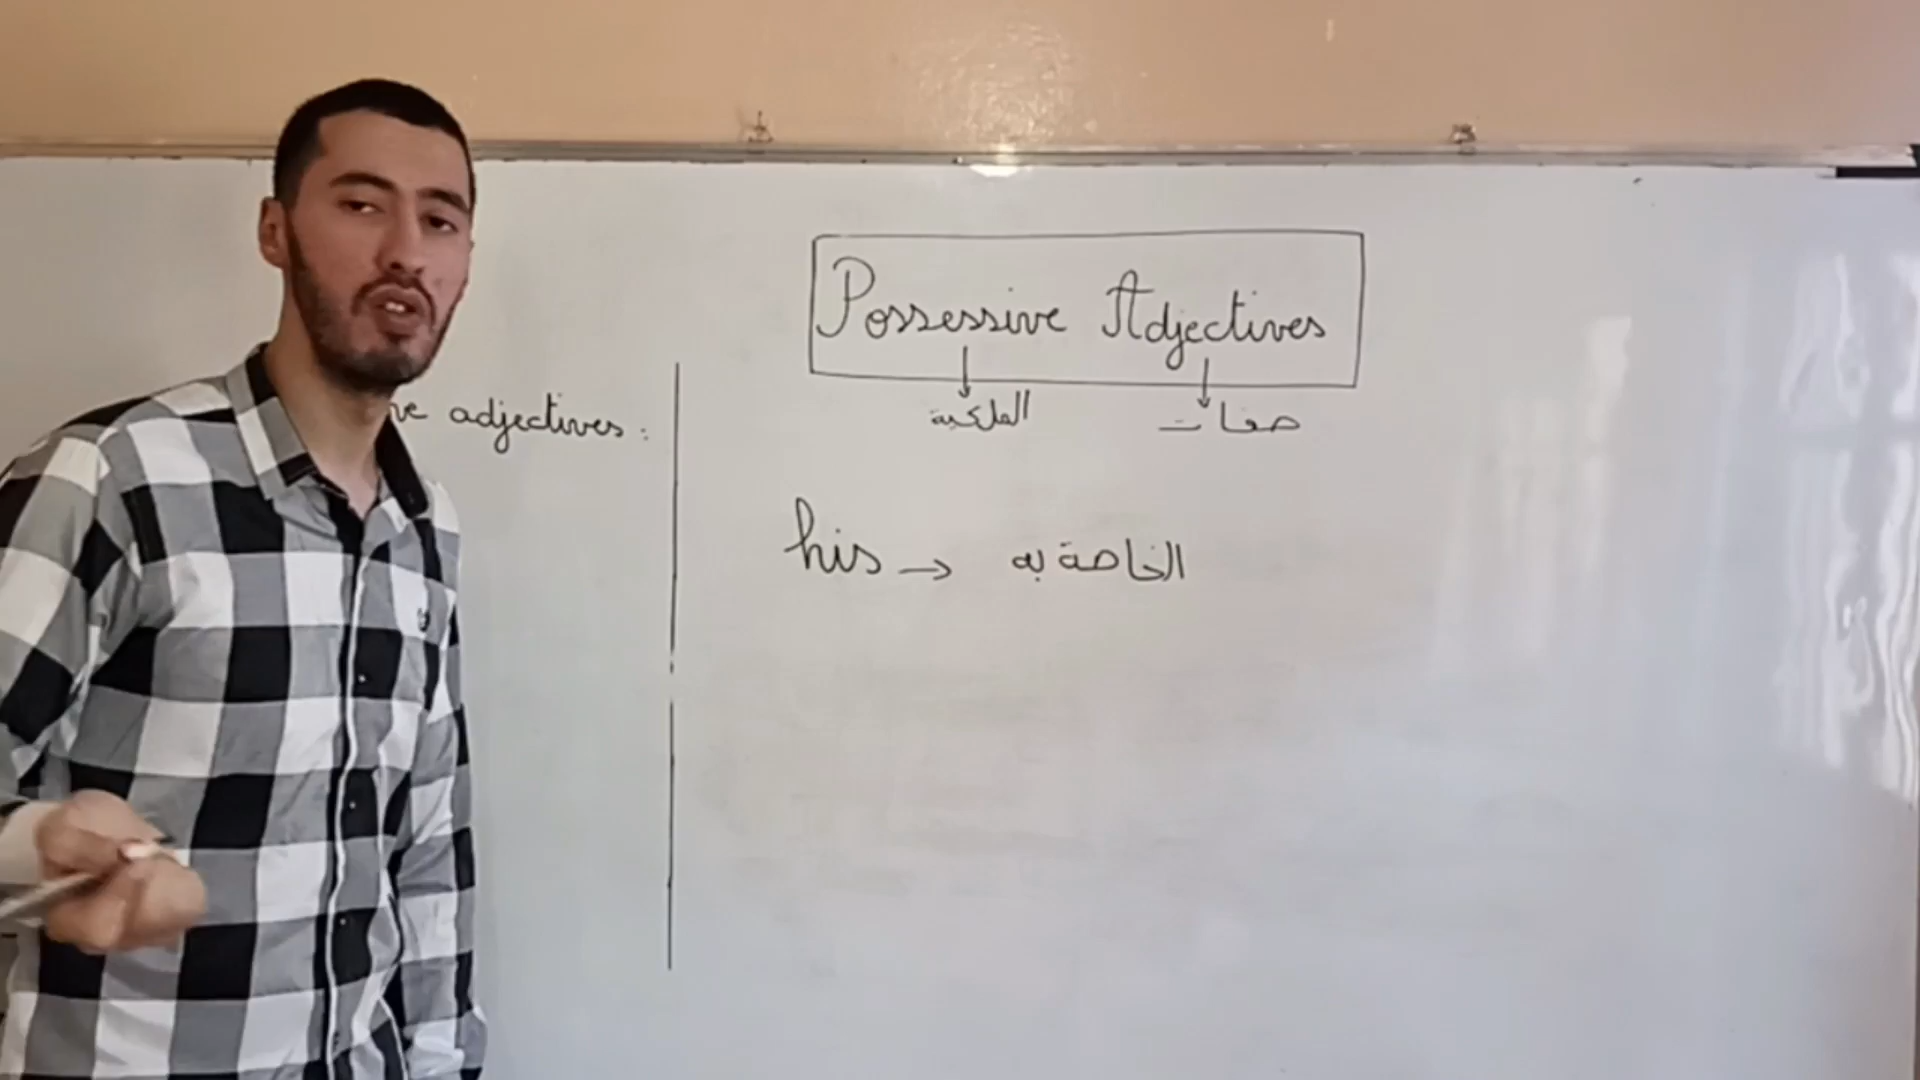 Possessive Adjectives
الملكية صفات
adjectives:
his → الخاصة به